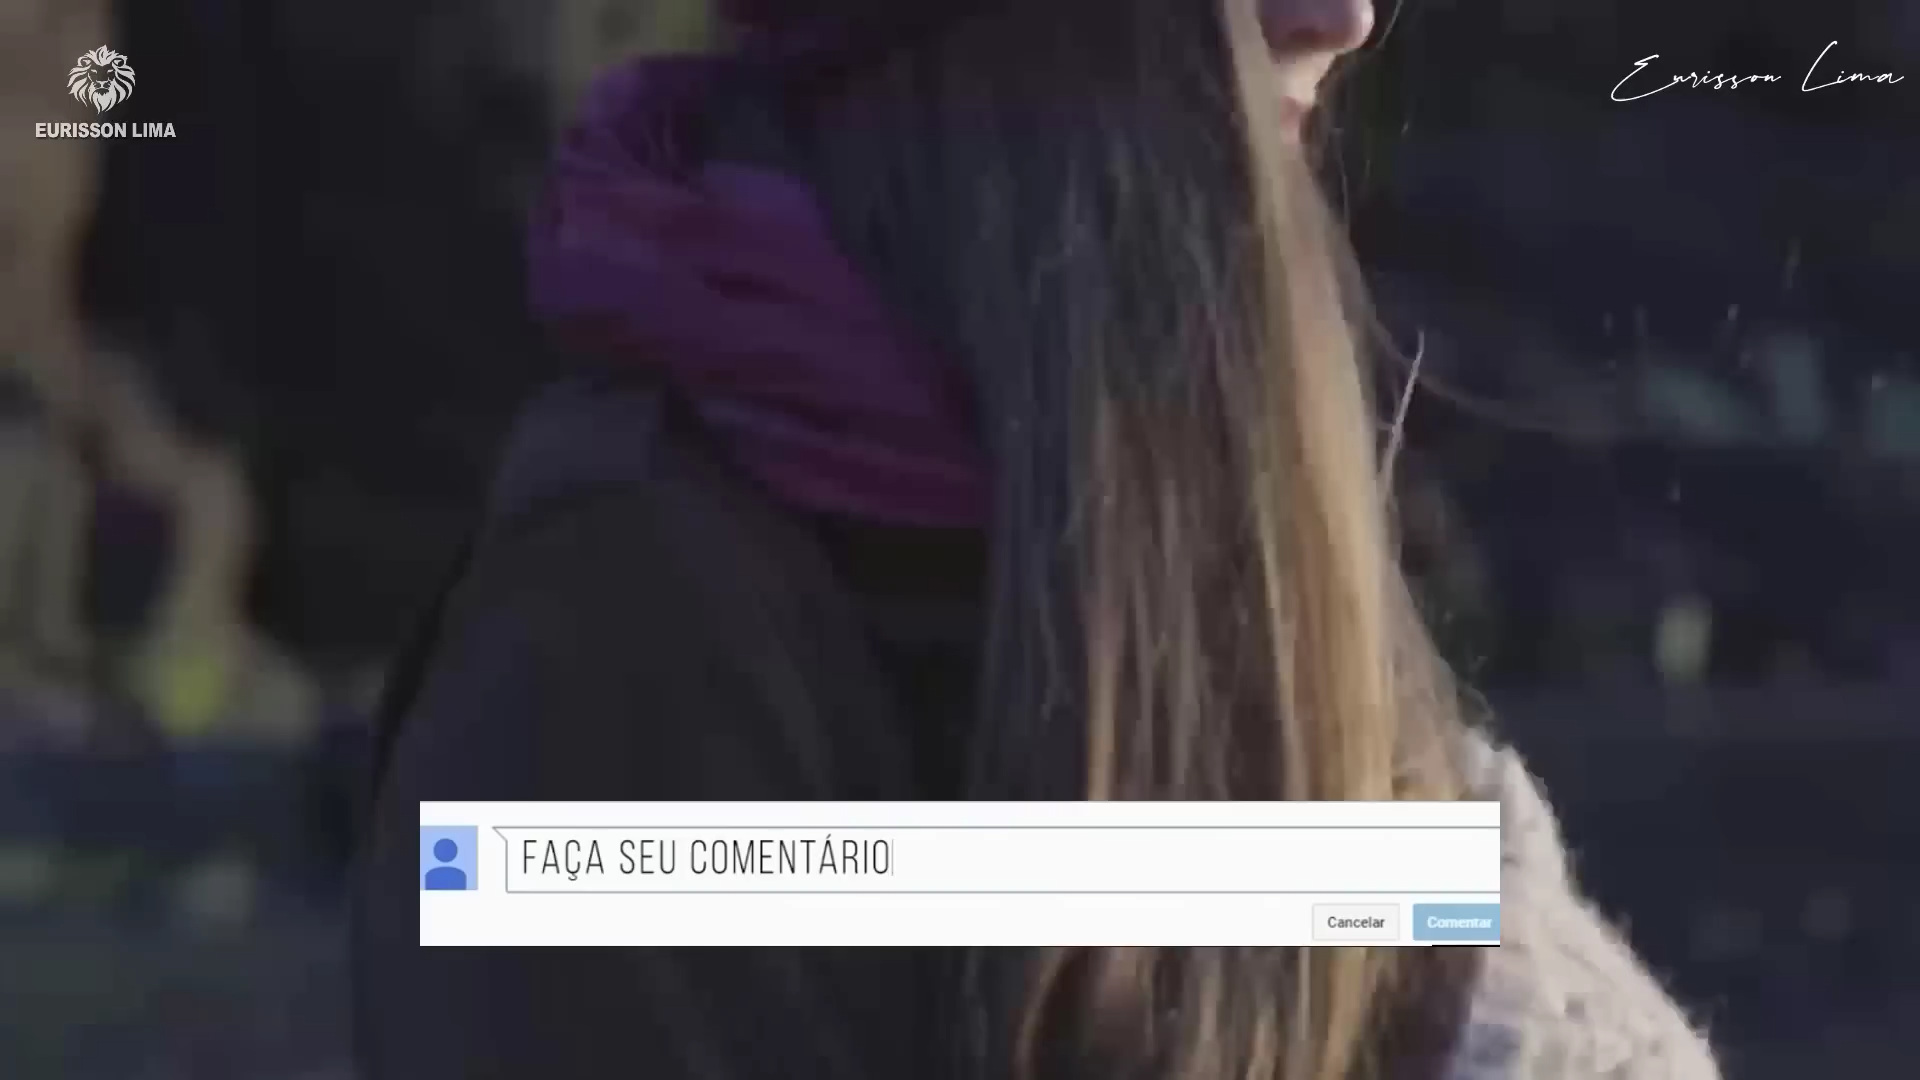 EURISSON LIMA
Eurisson Lima
FAÇA SEU COMENTÁRIO
Cancelar
Comentar